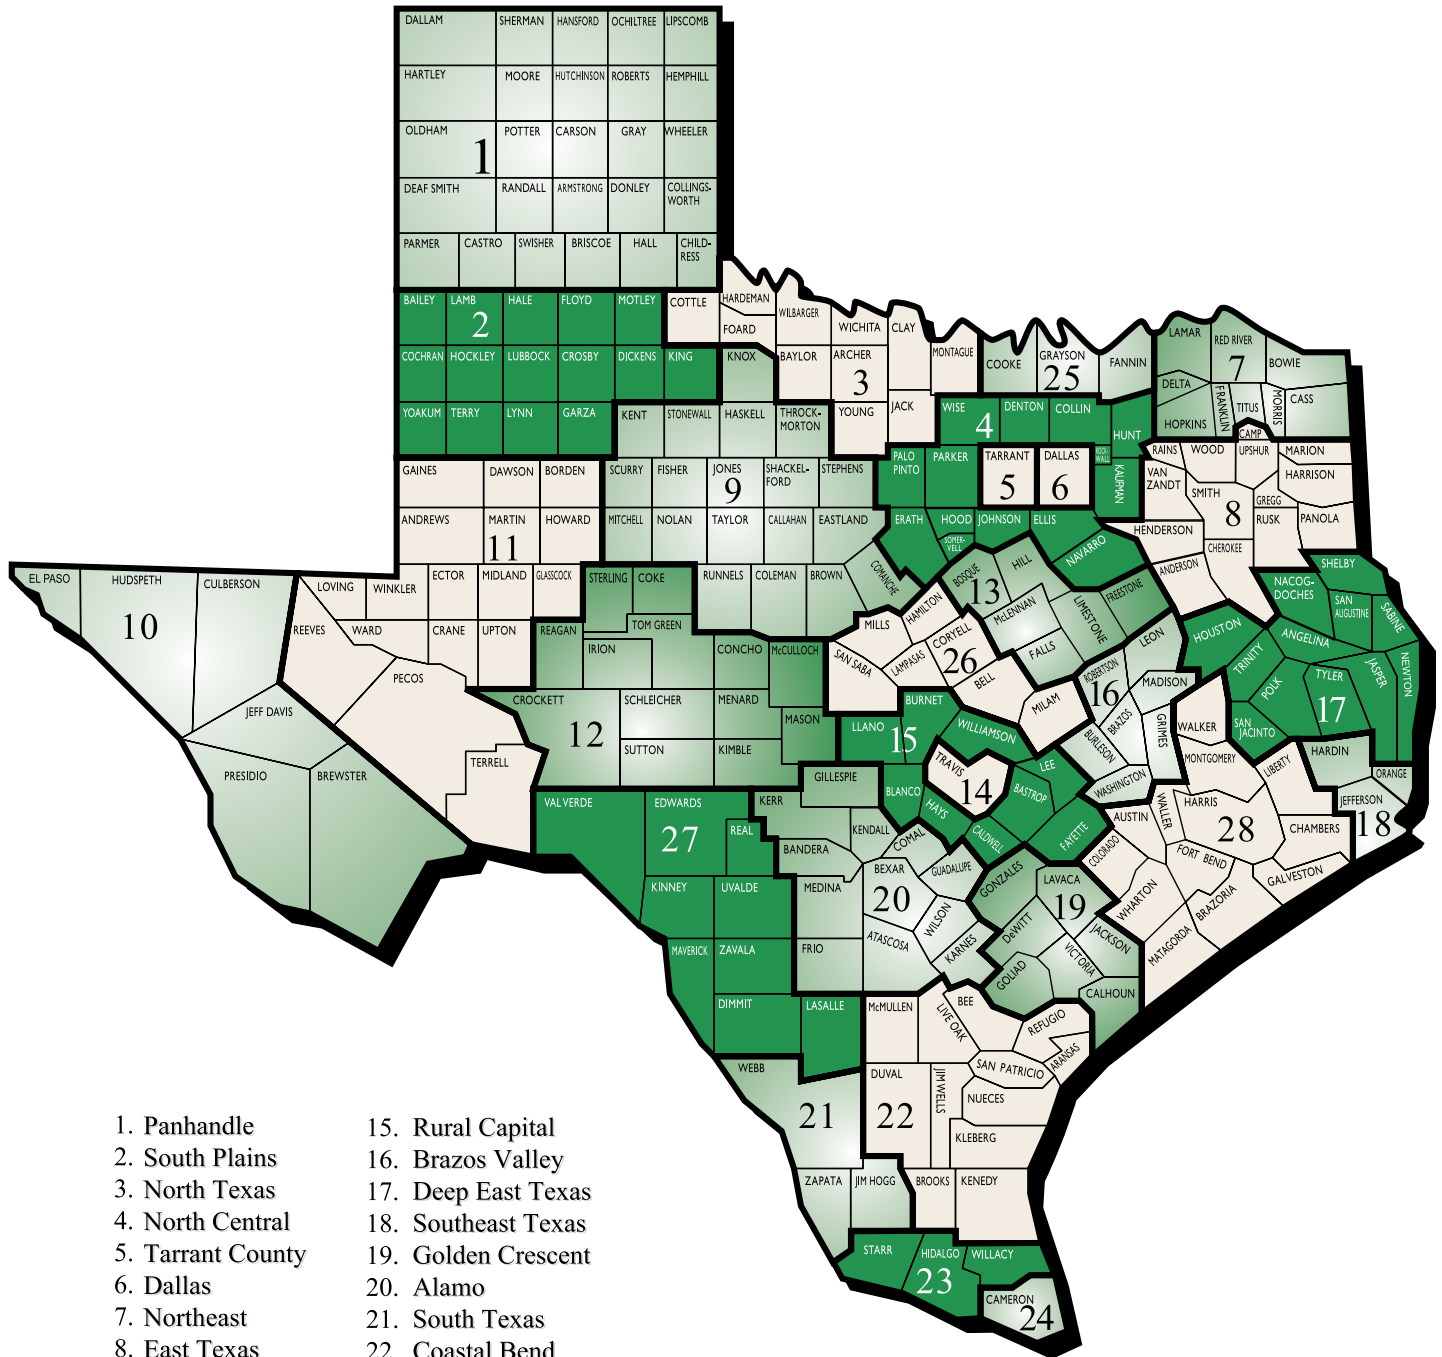 DALLAM SHERMAN HANSFORD OCHILTREE LIPSCOMB
HARTLEY MOORE HUTCHINSON ROBERTS HEMPHILL
OLDHAM POTTER CARSON GRAY WHEELER
1
DEAF SMITH RANDALL ARMSTRONG DONLEY COLLINGS-
WORTH
PARMER CASTRO SWISHER BRISCOE HALL CHILD-
RESS
BAILEY LAMB HALE FLOYD MOTLEY
2
COCHRAN HOCKLEY LUBBOCK CROSBY DICKENS KING
YOAKUM TERRY LYNN GARZA
COTTLE HARDEMAN
FOARD
WILBARGER
WICHITA CLAY
MONTAGUE
BAYLOR ARCHER
3
YOUNG JACK
COOKE GRAYSON FANNIN
25
LAMAR RED RIVER BOWIE
7
DELTA
HOPKINS FRANKLIN TITUS MORRIS CASS
CAMP
WISE DENTON COLLIN
4
HUNT
PALO
PINTO
PARKER
ROCK-
WALL
KAUFMAN
ERATH HOOD JOHNSON ELLIS
SOMER-
VELL
NAVARRO
TARRANT
5
DALLAS
6
KNOX
KENT STONEWALL HASKELL THROCK-
MORTON
SCURRY FISHER JONES SHACKEL-
FORD
STEPHENS
9
MITCHELL NOLAN TAYLOR CALLAHAN EASTLAND
COMANCHE
RUNNELS COLEMAN BROWN
RAINS WOOD UPSHUR MARION
VAN
ZANDT
SMITH
HARRISON
GREGG
8
RUSK PANOLA
HENDERSON
CHEROKEE
ANDERSON
GAINES DAWSON BORDEN
ANDREWS MARTIN HOWARD
11
LOVING WINKLER ECTOR MIDLAND GLASSCOCK
REEVES WARD CRANE UPTON
PECOS
TERRELL
EL PASO HUDSPETH CULBERSON
10
JEFF DAVIS
PRESIDIO BREWSTER
STERLING COKE
REAGAN TOM GREEN
IRION CONCHO McCULLOCH
CROCKETT SCHLEICHER MENARD
MASON
12
SUTTON KIMBLE
BOSQUE HILL
13
McLENNAN LIMESTONE FREESTONE
FALLS
MILLS HAMILTON
CORYELL
SAN SABA LAMPASAS
26
BELL
MILAM
BURNET
LLANO
15
WILLIAMSON
BLANCO HAYS
LEE
BASTROP
CALDWELL
FAYETTE
TRAVIS
14
LEON
ROBERTSON
MADISON
16
BRAZOS
GRIMES
BURLESON
WASHINGTON
SHELBY
NACOG-
DOCHES
SAN
AUGUSTINE
SABINE
HOUSTON ANGELINA
TRINITY
POLK TYLER JASPER NEWTON
17
SAN
JACINTO
HARDIN
ORANGE
JEFFERSON
18
WALKER
MONTGOMERY LIBERTY
AUSTIN WALLER HARRIS
28
CHAMBERS
COLORADO FORT BEND GALVESTON
WHARTON BRAZORIA
MATAGORDA
VAL VERDE EDWARDS
27
REAL
KINNEY UVALDE
MAVERICK ZAVALA
DIMMIT LASALLE
GILLESPIE
KERR
KENDALL COMAL
BANDERA
BEXAR GUADALUPE
MEDINA
20
WILSON
FRIO ATASCOSA KARNES
GONZALES LAVACA
19
DeWITT JACKSON
VICTORIA
GOLIAD
CALHOUN
McMULLEN LIVE OAK BEE
REFUGIO
ARANSAS
SAN PATRICIO
DUVAL JIM WELLS
NUECES
22
KLEBERG
BROOKS KENEDY
WEBB
21
ZAPATA JIM HOGG
STARR HIDALGO WILLACY
23
CAMERON
24
1. Panhandle
2. South Plains
3. North Texas
4. North Central
5. Tarrant County
6. Dallas
7. Northeast
8. East Texas
15. Rural Capital
16. Brazos Valley
17. Deep East Texas
18. Southeast Texas
19. Golden Crescent
20. Alamo
21. South Texas
22. Coastal Bend